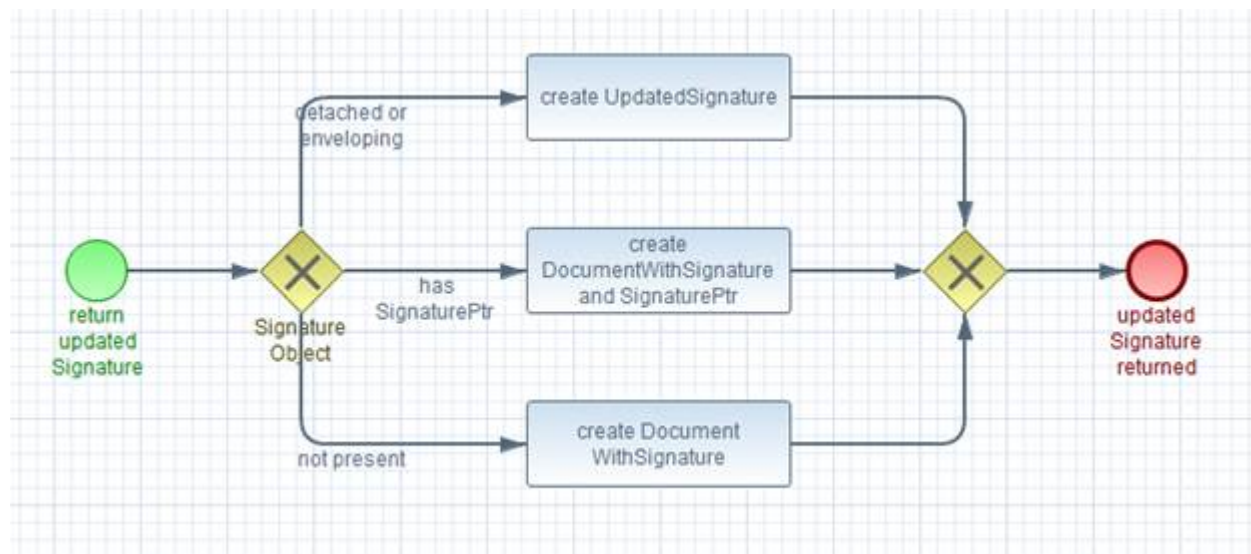 create UpdatedSignature
detached or
enveloping
create
DocumentWithSignature
and SignaturePtr
has
SignaturePtr
return
updated
Signature
Signature
Object
updated
Signature
returned
create Document
WithSignature
not present